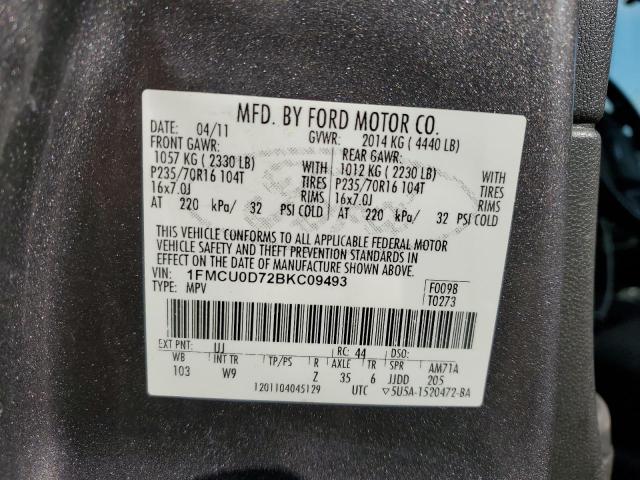 MFD. BY FORD MOTOR CO.
DATE: 04/11 GVWR: 2014 KG ( 4440 LB)
FRONT GAWR: REAR GAWR:
1057 KG ( 2330 LB) WITH 1012 KG ( 2230 LB) WITH
P235/70R16 104T TIRES P235/70R16 104T TIRES
16x7.0J RIMS 16x7.0J RIMS
AT 220 kPa/ 32 PSI COLD AT 220 kPa/ 32 PSI COLD
THIS VEHICLE CONFORMS TO ALL APPLICABLE FEDERAL MOTOR
VEHICLE SAFETY AND THEFT PREVENTION STANDARDS IN
EFFECT ON THE DATE OF MANUFACTURE SHOWN ABOVE.
VIN: 1FMCU0D72BKC09493 F0098
TYPE: MPV T0273
EXT PNT: UJ RC: 44 DSO:
WB INT TR TP/PS R AXLE TR SPR AM71A
103 W9 Z 35 6 JJDD 205
1201104045129 UTC ▽5U5A-1520472-BA